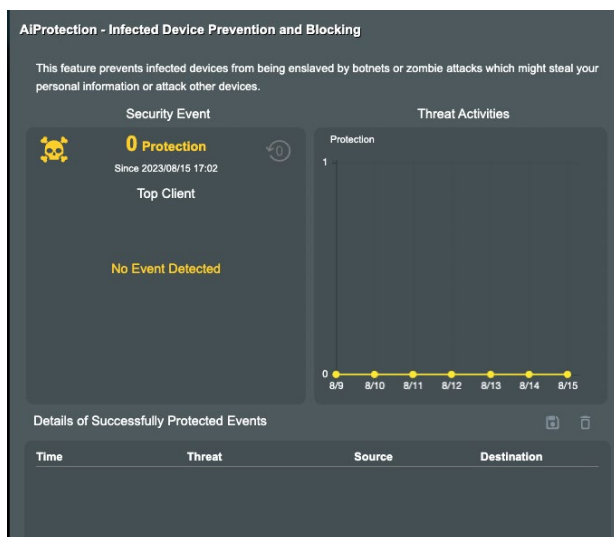 AiProtection - Infected Device Prevention and Blocking
This feature prevents infected devices from being enslaved by botnets or zombie attacks which might steal your
personal information or attack other devices.
Security Event
Threat Activities
0 Protection
0
Since 2023/08/15 17:02
Top Client
No Event Detected
Protection
1
0
8/9 8/10 8/11 8/12 8/13 8/14 8/15
Details of Successfully Protected Events
Time Threat Source Destination